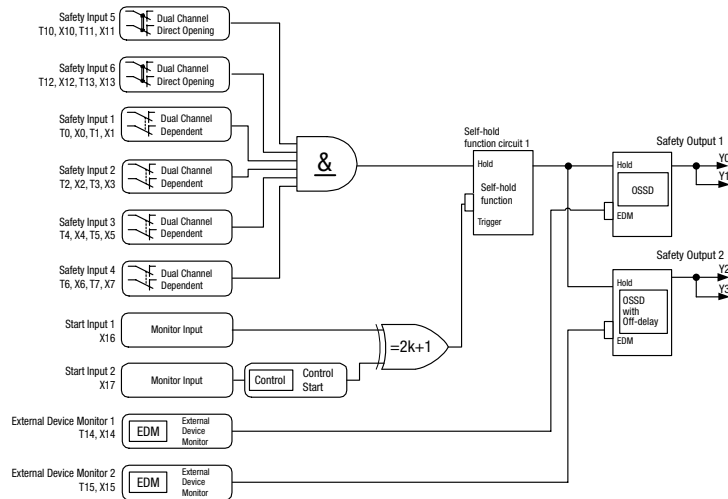 Safety Input 5
T10, X10, T11, X11
Dual Channel
Direct Opening
Safety Input 6
T12, X12, T13, X13
Dual Channel
Direct Opening
Safety Input 1
T0, X0, T1, X1
Dual Channel
Dependent
Safety Input 2
T2, X2, T3, X3
Dual Channel
Dependent
Safety Input 3
T4, X4, T5, X5
Dual Channel
Dependent
Safety Input 4
T6, X6, T7, X7
Dual Channel
Dependent
&
Start Input 1
X16
Monitor Input
Start Input 2
X17
Monitor Input
Control
Control
Start
=2k+1
External Device Monitor 1
T14, X14
EDM
External
Device
Monitor
External Device Monitor 2
T15, X15
EDM
External
Device
Monitor
Self-hold
function circuit 1
Hold
Self-hold
function
Trigger
Safety Output 1
Hold
OSSD
EDM
Y0
Y1
Safety Output 2
Hold
OSSD
with
Off-delay
EDM
Y2
Y3